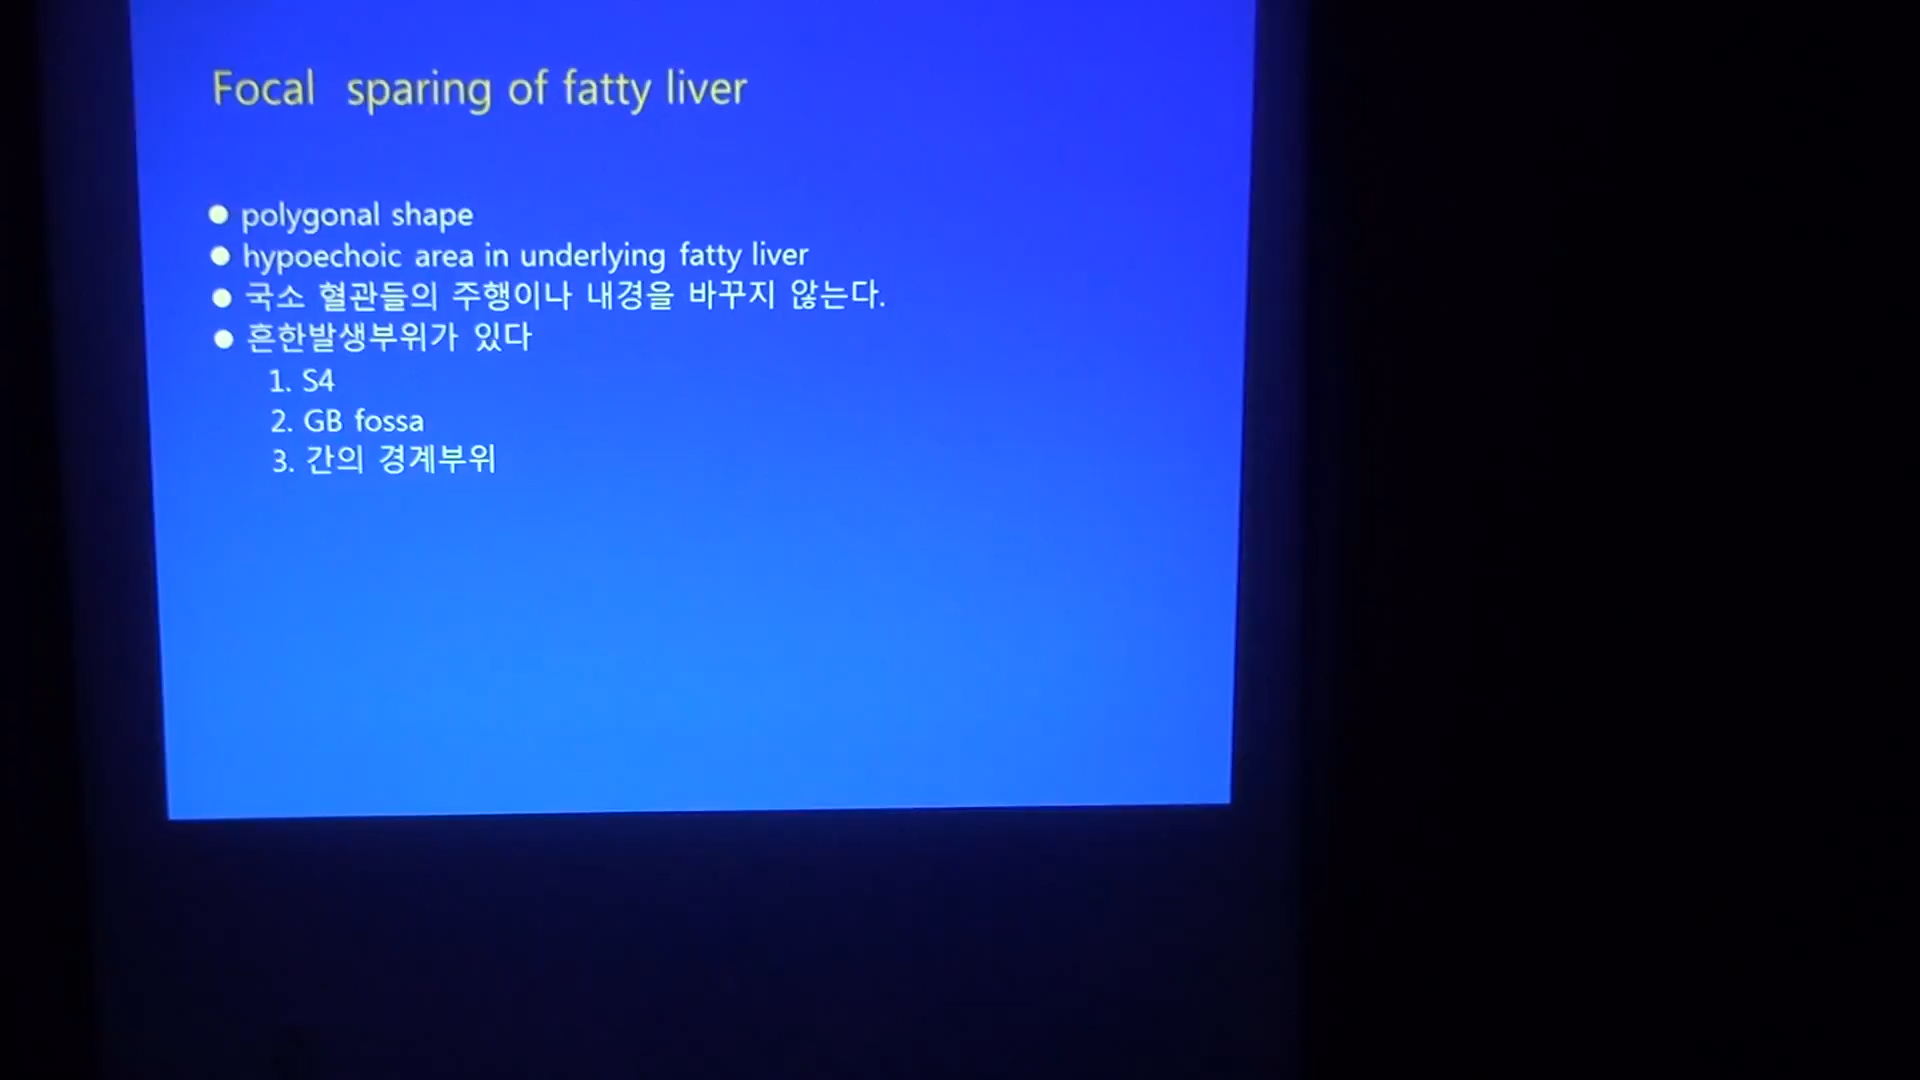 Focal sparing of fatty liver
● polygonal shape
● hypoechoic area in underlying fatty liver
● 국소 혈관들의 주행이나 내경을 바꾸지 않는다.
● 흔한발생부위가 있다
1. S4
2. GB fossa
3. 간의 경계부위